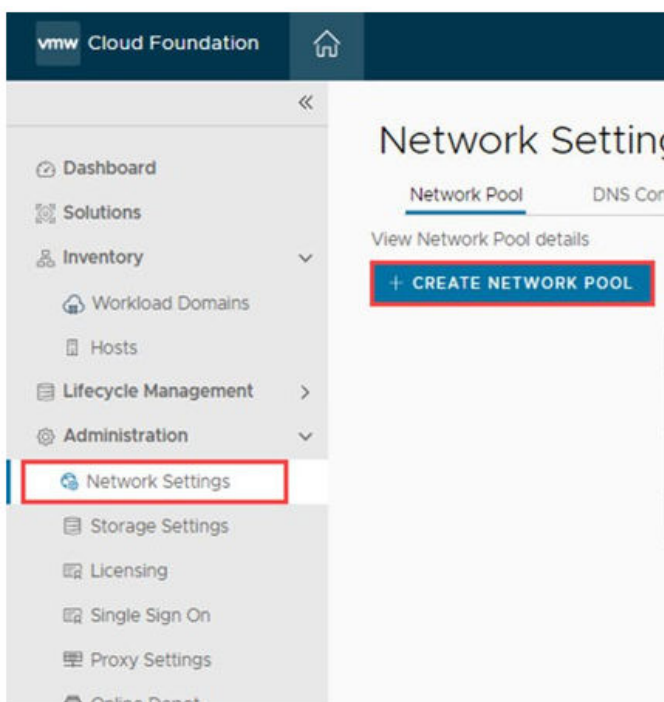 vmw Cloud Foundation
Network Settin
Dashboard
Network Pool DNS Con
Solutions
View Network Pool details
Inventory
+ CREATE NETWORK POOL
Workload Domains
Hosts
Lifecycle Management
Administration
Network Settings
Storage Settings
Licensing
Single Sign On
Proxy Settings